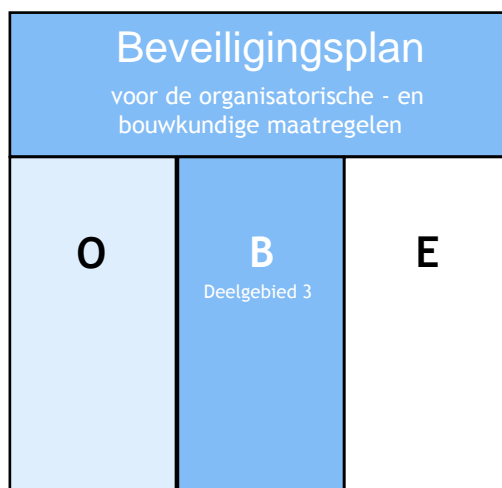 Beveiligingsplan
voor de organisatorische - en
bouwkundige maatregelen
O
B
E
Deelgebied 3